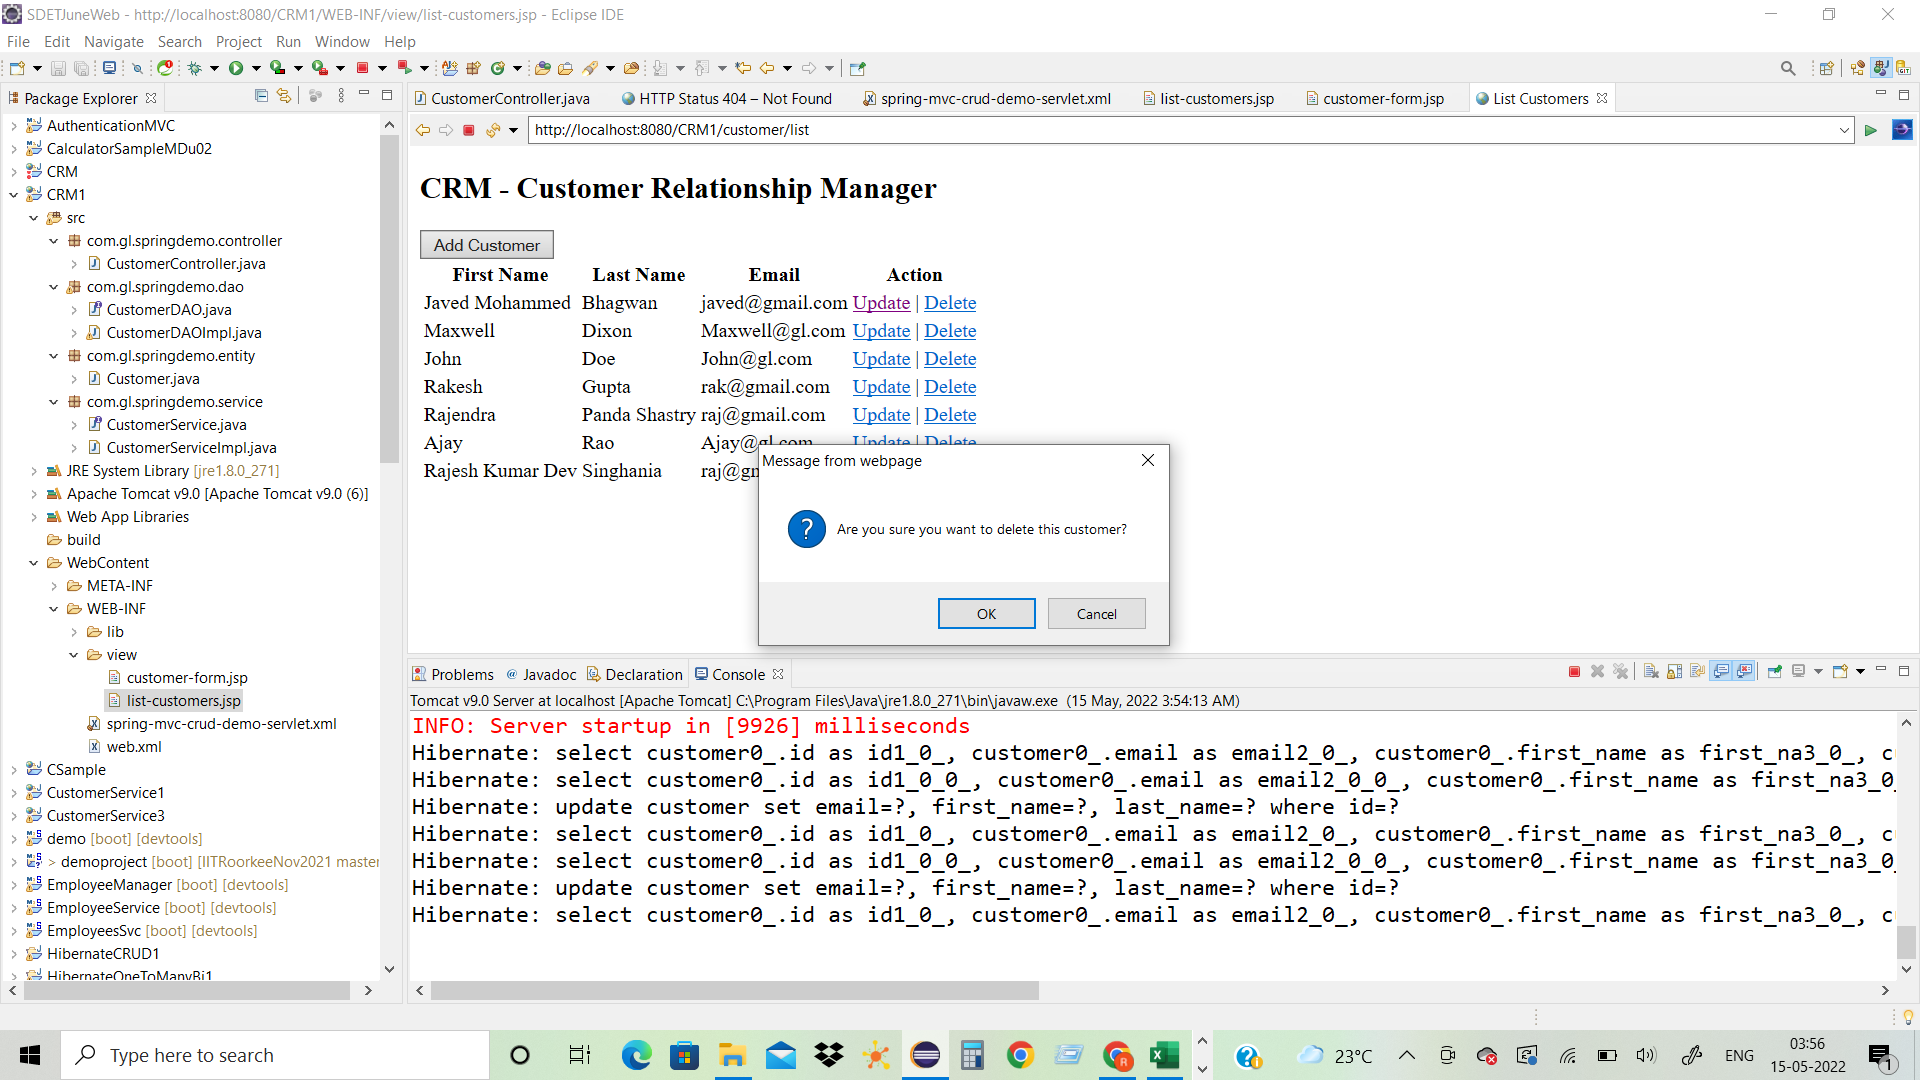 SDETJuneWeb - http://localhost:8080/CRM1/WEB-INF/view/list-customers.jsp - Eclipse IDE
File Edit Navigate Search Project Run Window Help
Package Explorer
AuthenticationMVC
CalculatorSampleMDu02
CRM
CRM1
src
com.gl.springdemo.controller
CustomerController.java
com.gl.springdemo.dao
CustomerDAO.java
CustomerDAOImpl.java
com.gl.springdemo.entity
Customer.java
com.gl.springdemo.service
CustomerService.java
CustomerServiceImpl.java
JRE System Library [jre1.8.0_271]
Apache Tomcat v9.0 [Apache Tomcat v9.0 (6)]
Web App Libraries
build
WebContent
META-INF
WEB-INF
lib
view
customer-form.jsp
list-customers.jsp
spring-mvc-crud-demo-servlet.xml
web.xml
CSample
CustomerService1
CustomerService3
demo [boot] [devtools]
> demoproject [boot] [IITRoorkeeNov2021 master
EmployeeManager [boot] [devtools]
EmployeeService [boot] [devtools]
EmployeesSvc [boot] [devtools]
HibernateCRUD1
HibernateOneToManyBi1
CustomerController.java HTTP Status 404 – Not Found spring-mvc-crud-demo-servlet.xml list-customers.jsp customer-form.jsp List Customers
http://localhost:8080/CRM1/customer/list
CRM - Customer Relationship Manager
Add Customer
First Name Last Name Email Action
Javed Mohammed Bhagwan javed@gmail.com Update | Delete
Maxwell Dixon Maxwell@gl.com Update | Delete
John Doe John@gl.com Update | Delete
Rakesh Gupta rak@gmail.com Update | Delete
Rajendra Panda Shastry raj@gmail.com Update | Delete
Ajay Rao Ajay@gl.com Update | Delete
Rajesh Kumar Dev Singhania
Message from webpage
Are you sure you want to delete this customer?
OK Cancel
Problems Javadoc Declaration Console
Tomcat v9.0 Server at localhost [Apache Tomcat] C:\Program Files\Java\jre1.8.0_271\bin\javaw.exe (15 May, 2022 3:54:13 AM)
INFO: Server startup in [9926] milliseconds
Hibernate: select customer0_.id as id1_0_, customer0_.email as email2_0_, customer0_.first_name as first_na3_0_, c
Hibernate: select customer0_.id as id1_0_0_, customer0_.email as email2_0_0_, customer0_.first_name as first_na3_0
Hibernate: update customer set email=?, first_name=?, last_name=? where id=?
Hibernate: select customer0_.id as id1_0_, customer0_.email as email2_0_, customer0_.first_name as first_na3_0_, c
Hibernate: select customer0_.id as id1_0_0_, customer0_.email as email2_0_0_, customer0_.first_name as first_na3_0
Hibernate: update customer set email=?, first_name=?, last_name=? where id=?
Hibernate: select customer0_.id as id1_0_, customer0_.email as email2_0_, customer0_.first_name as first_na3_0_, c
Type here to search
23°C
ENG
03:56
15-05-2022
1